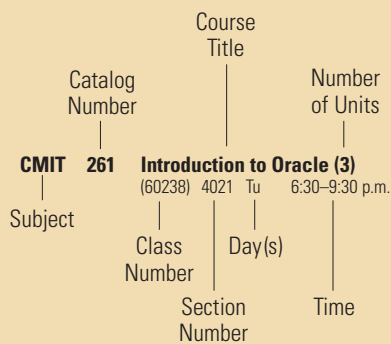 Course
Title
Catalog
Number
Number
of Units
CMIT 261 Introduction to Oracle (3)
(60238) 4021 Tu 6:30–9:30 p.m.
Subject
Class
Number
Day(s)
Section
Number
Time